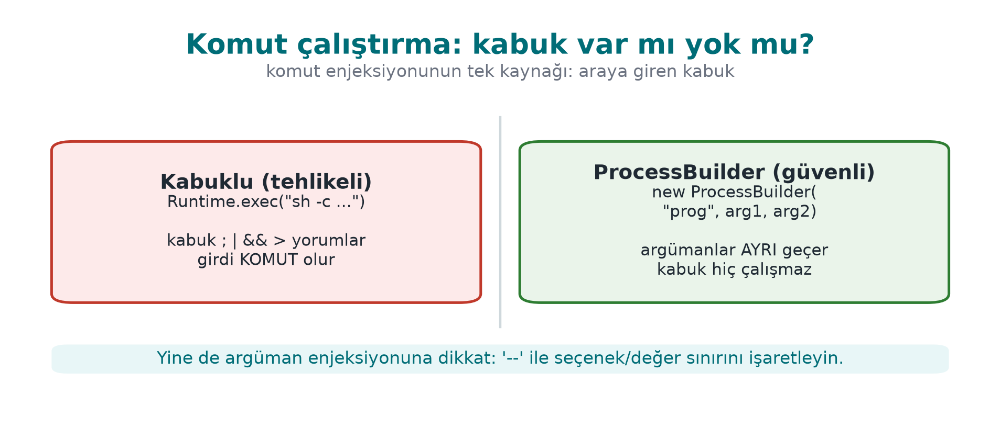 Komut çalıştırma: kabuk var mı yok mu?
komut enjeksiyonunun tek kaynağı: araya giren kabuk
Kabuklu (tehlikeli)
Runtime.exec("sh -c ...")
kabuk ; | && > yorumlar
girdi KOMUT olur
ProcessBuilder (güvenli)
new ProcessBuilder(
"prog", arg1, arg2)
argümanlar AYRI geçer
kabuk hiç çalışmaz
Yine de argüman enjeksiyonuna dikkat: '--' ile seçenek/değer sınırını işaretleyin.